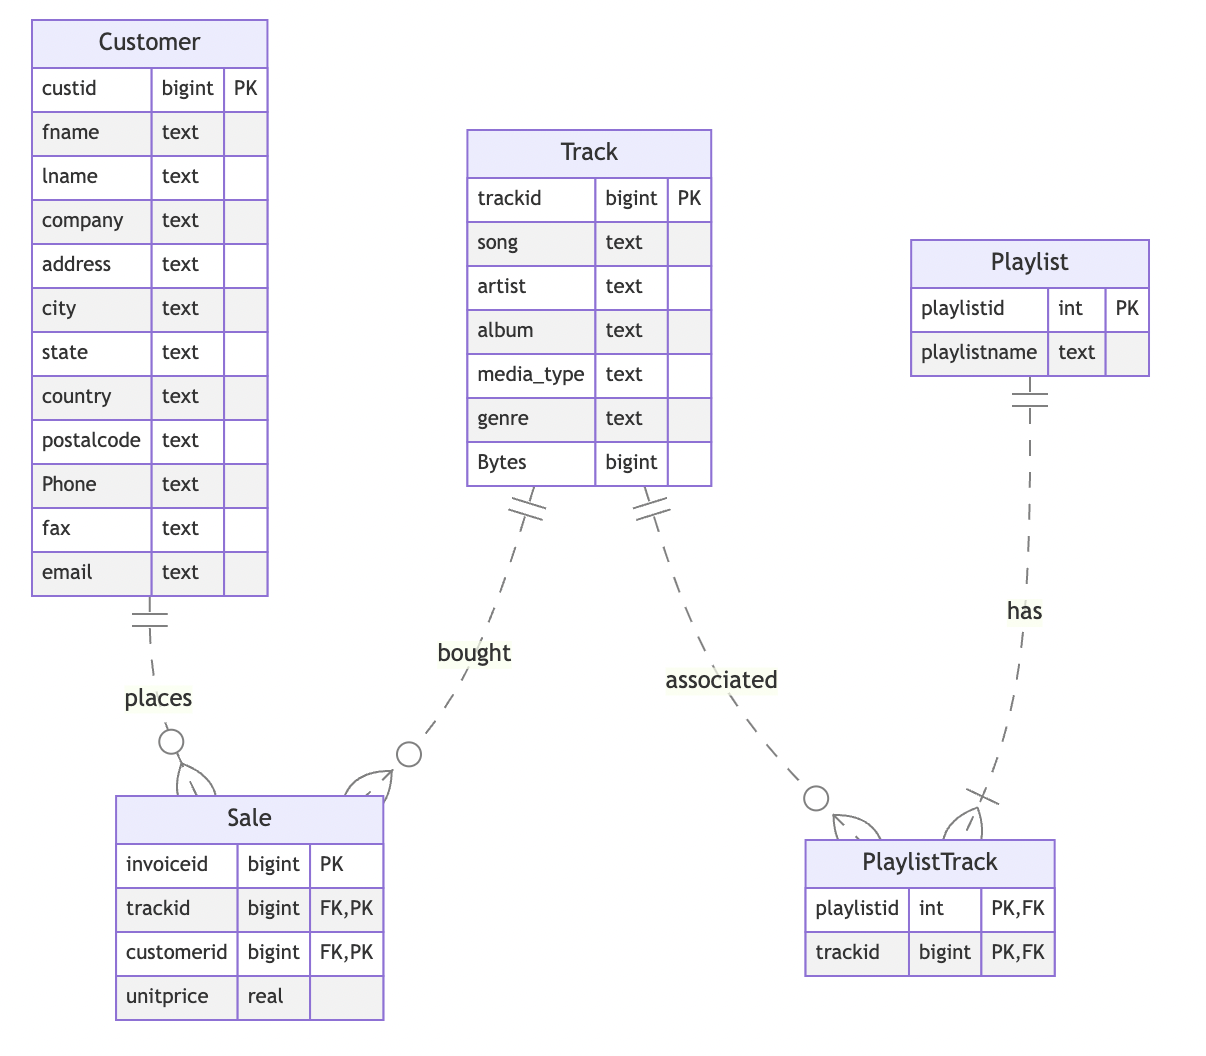 Customer
custid bigint PK
fname text
lname text
company text
address text
city text
state text
country text
postalcode text
Phone text
fax text
email text
Track
trackid bigint PK
song text
artist text
album text
media_type text
genre text
Bytes bigint
Playlist
playlistid int PK
playlistname text
places
bought
associated
has
Sale
invoiceid bigint PK
trackid bigint FK,PK
customerid bigint FK,PK
unitprice real
PlaylistTrack
playlistid int PK,FK
trackid bigint PK,FK